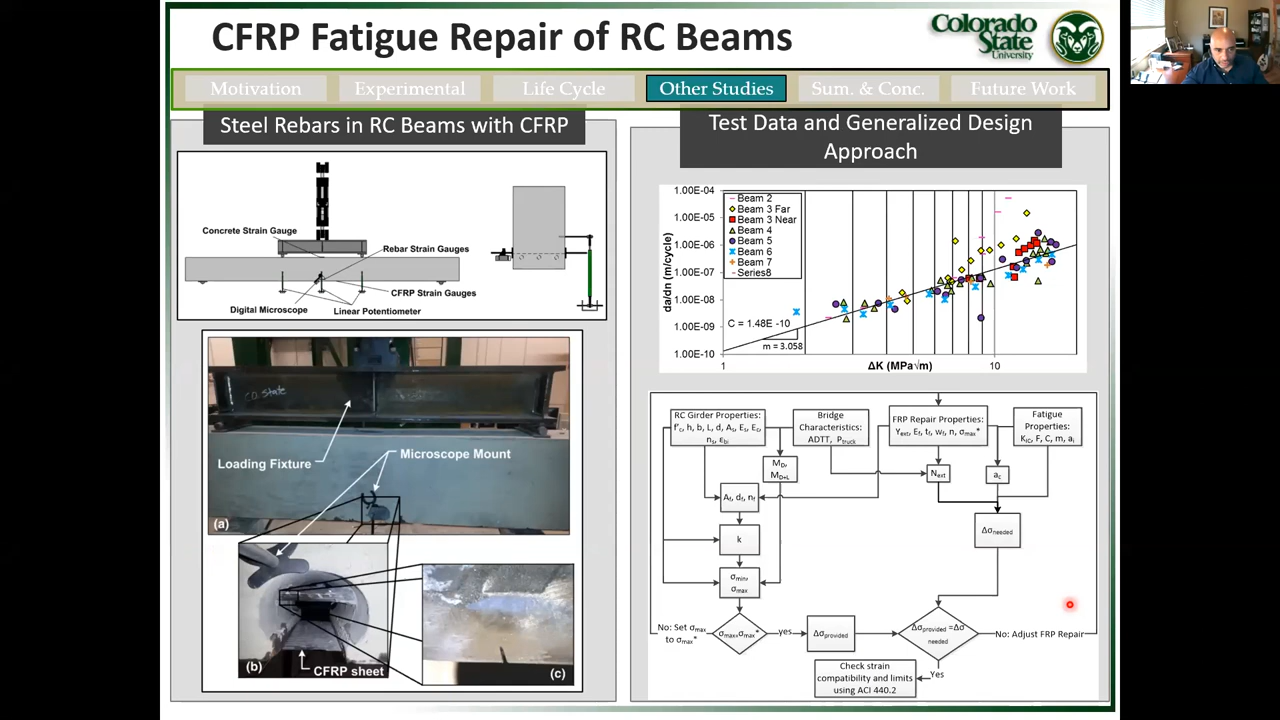 CFRP Fatigue Repair of RC Beams
Colorado
State
University
Motivation
Experimental
Life Cycle
Other Studies
Sum. & Conc.
Future Work
Steel Rebars in RC Beams with CFRP
Concrete Strain Gauge
Rebar Strain Gauges
CFRP Strain Gauges
Digital Microscope
Linear Potentiometer
C.D. State
Loading Fixture
Microscope Mount
(a)
(b)
CFRP sheet
(c)
Test Data and Generalized Design
Approach
da/dn (m/cycle)
1.00E-04
1.00E-05
1.00E-06
1.00E-07
1.00E-08
1.00E-09
1.00E-10
Beam 2
Beam 3 Far
Beam 3 Near
Beam 4
Beam 5
Beam 6
Beam 7
Series8
C = 1.48E -10
m = 3.058
1
ΔK (MPa√m)
10
RC Girder Properties:
f'c, h, b, L, d, As, Es, Ec,
ns, εbi
Bridge
Characteristics:
ADTT, Ptruck
FRP Repair Properties:
Yext, Ef, tf, wf, n, σmax*
Fatigue
Properties:
KIC, F, C, m, ai
MD,
MD+L
Next
ac
Af, df, nf
k
Δσneeded
σmin,
σmax
No: Set σmax
to σmax*
σmax≤σmax*
yes
Δσprovided
Δσprovided =Δσ
needed
No: Adjust FRP Repair
Yes
Check strain
compatibility and limits
using ACI 440.2